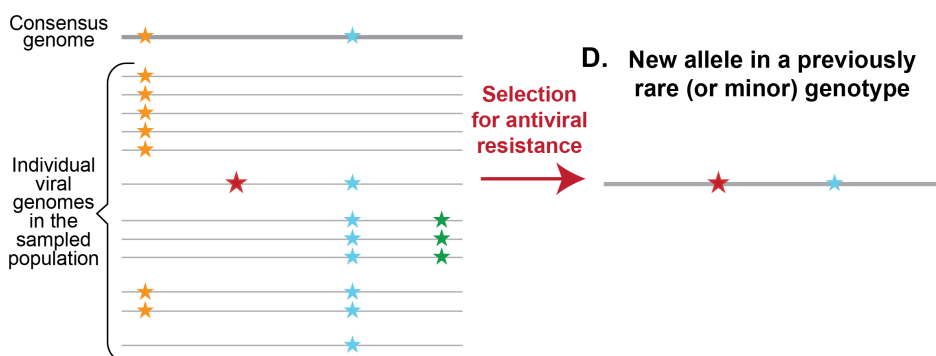 Consensus
genome
Individual
viral
genomes
in the
sampled
population
Selection
for antiviral
resistance
D. New allele in a previously
rare (or minor) genotype